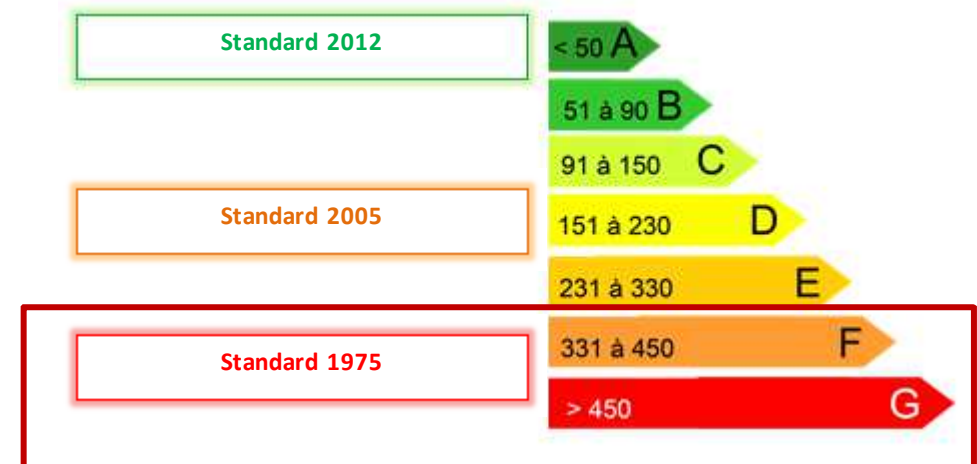 Standard 2012
< 50 A
51 à 90 B
91 à 150 C
Standard 2005
151 à 230 D
231 à 330 E
Standard 1975
331 à 450 F
> 450 G